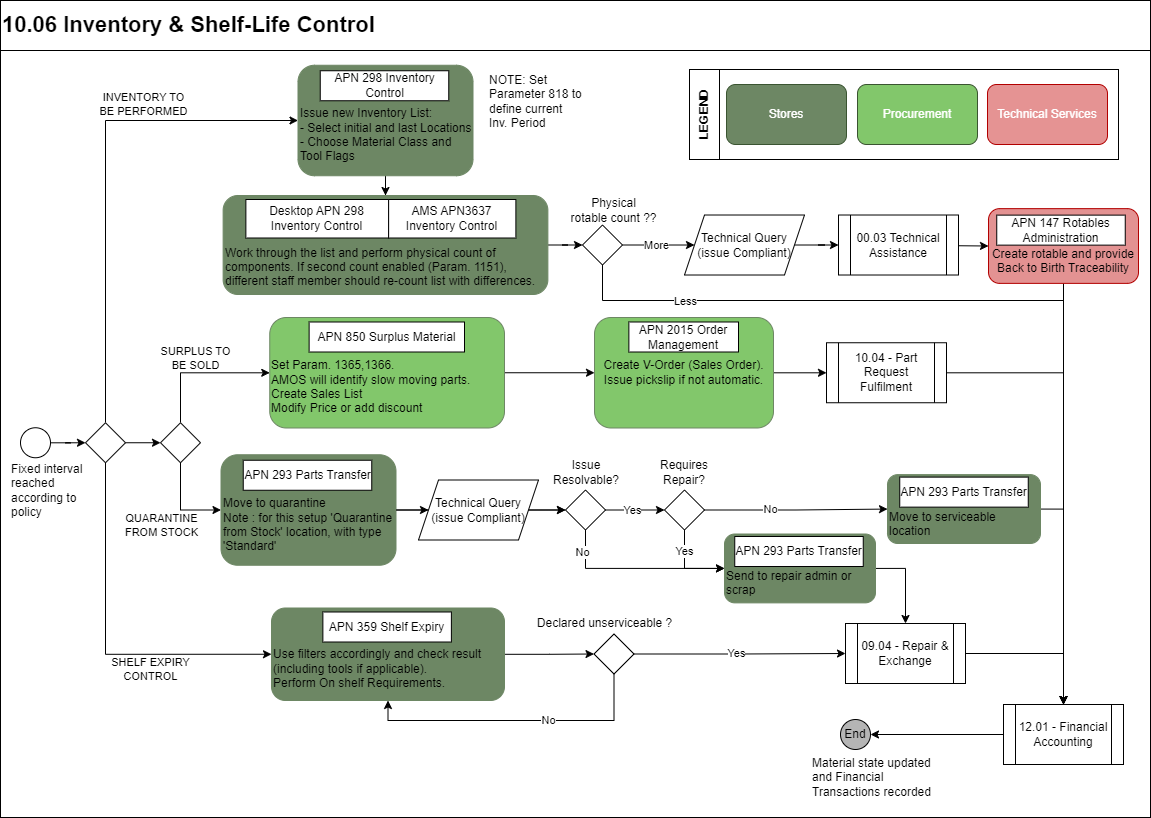 10.06 Inventory & Shelf-Life Control
LEGEND
Stores
Procurement
Technical Services
INVENTORY TO
BE PERFORMED
APN 298 Inventory
Control
Issue new Inventory List:
- Select initial and last Locations
- Choose Material Class and
Tool Flags
NOTE: Set
Parameter 818 to
define current
Inv. Period
Desktop APN 298
Inventory Control
AMS APN3637
Inventory Control
Work through the list and perform physical count of
components. If second count enabled (Param. 1151),
different staff member should re-count list with differences.
Physical
rotable count ??
More
Less
Technical Query
(issue Compliant)
00.03 Technical
Assistance
APN 147 Rotables
Administration
Create rotable and provide
Back to Birth Traceability
SURPLUS TO
BE SOLD
APN 850 Surplus Material
Set Param. 1365,1366.
AMOS will identify slow moving parts.
Create Sales List
Modify Price or add discount
APN 2015 Order
Management
Create V-Order (Sales Order).
Issue pickslip if not automatic.
10.04 - Part
Request
Fulfilment
Fixed interval
reached
according to
policy
QUARANTINE
FROM STOCK
APN 293 Parts Transfer
Move to quarantine
Note : for this setup 'Quarantine
from Stock' location, with type
'Standard'
Technical Query
(issue Compliant)
Issue
Resolvable?
Yes
No
Requires
Repair?
No
Yes
APN 293 Parts Transfer
Move to serviceable
location
APN 293 Parts Transfer
Send to repair admin or
scrap
SHELF EXPIRY
CONTROL
APN 359 Shelf Expiry
Use filters accordingly and check result
(including tools if applicable).
Perform On shelf Requirements.
Declared unserviceable ?
Yes
No
09.04 - Repair &
Exchange
12.01 - Financial
Accounting
End
Material state updated
and Financial
Transactions recorded